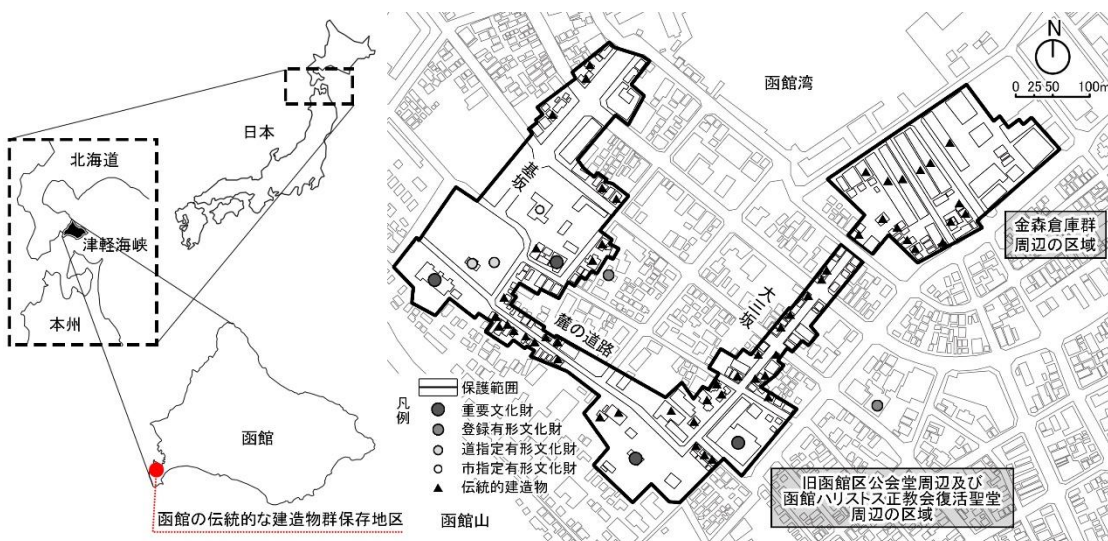 日本
北海道
津軽海峡
本州
函館
函館の伝統的な建造物群保存地区
函館山
函館湾
N
0 25 50 100m
基坂
大三坂
麓の道路
金森倉庫群
周辺の区域
旧函館区公会堂周辺及び
函館ハリストス正教会復活聖堂
周辺の区域
凡例
保護範囲
重要文化財
登録有形文化財
道指定有形文化財
市指定有形文化財
伝統的建造物